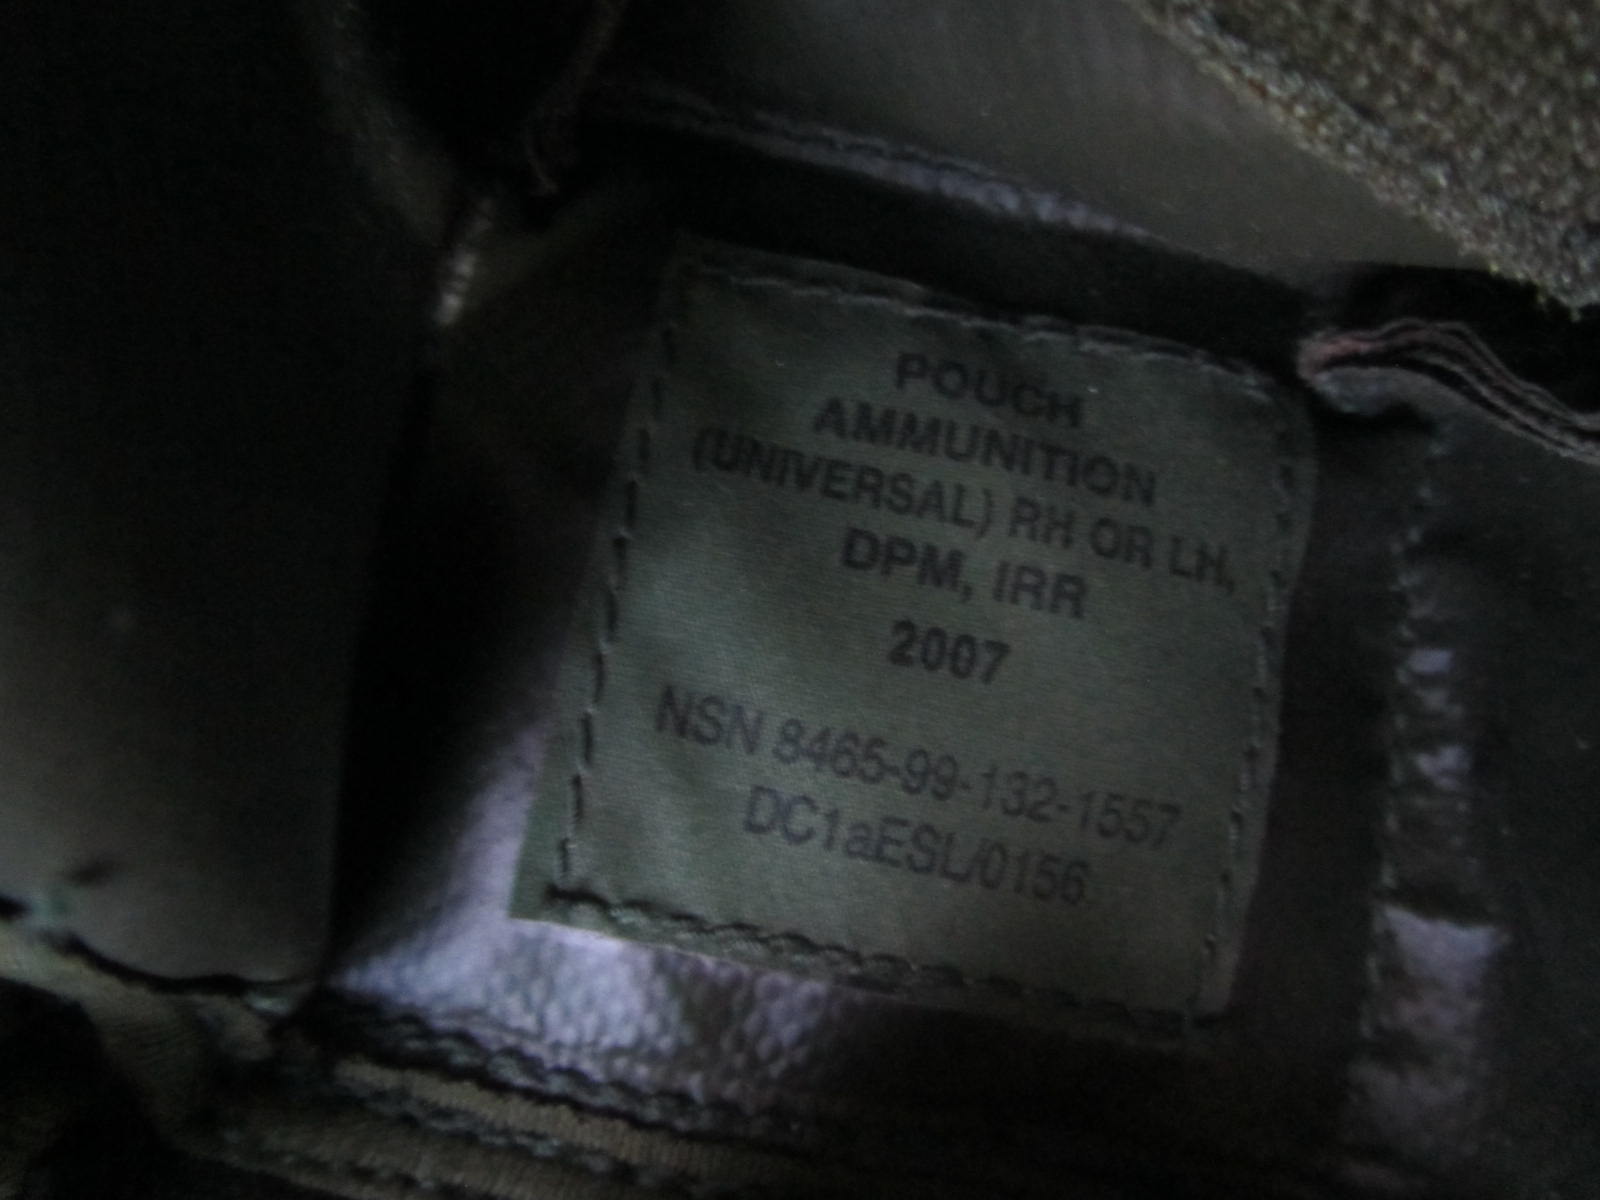 POUCH
AMMUNITION
(UNIVERSAL) RH OR LH,
DPM, IRR
2007
NSN 8465-99-132-1557
DC1aESL/0156